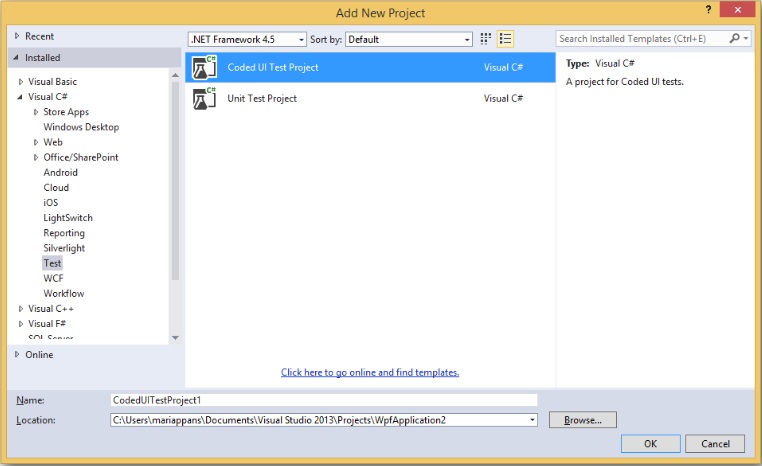 Add New Project
?
Recent
Installed
.NET Framework 4.5 Sort by: Default
Search Installed Templates (Ctrl+E)
Visual Basic
Visual C#
Store Apps
Windows Desktop
Web
Office/SharePoint
Android
Cloud
iOS
LightSwitch
Reporting
Silverlight
Test
WCF
Workflow
Visual C++
Visual F#
SQL Server
Online
C# Coded UI Test Project Visual C#
C# Unit Test Project Visual C#
Type: Visual C#
A project for Coded UI tests.
Click here to go online and find templates.
Name: CodedUITestProject1
Location: C:\Users\mariappans\Documents\Visual Studio 2013\Projects\WpfApplication2
Browse...
OK Cancel